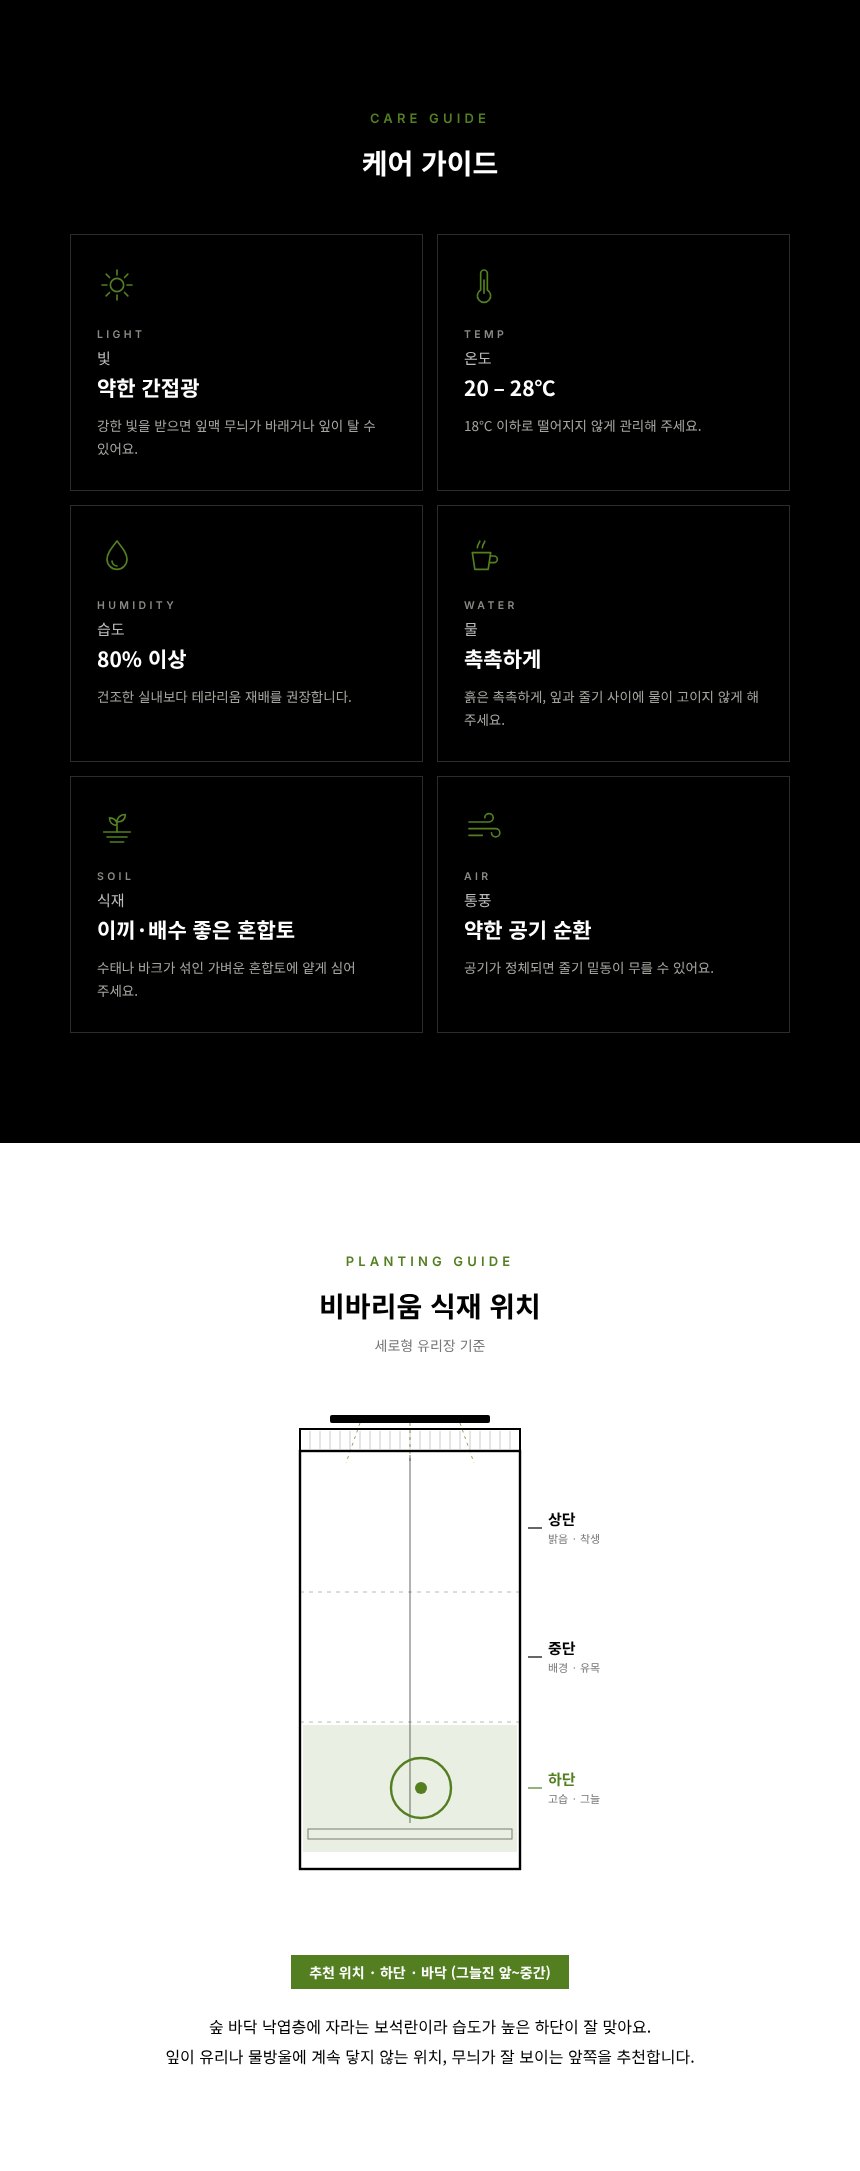 CARE GUIDE
케어 가이드
LIGHT
빛
약한 간접광
강한 빛을 받으면 잎맥 무늬가 바래거나 잎이 탈 수
있어요.
TEMP
온도
20 – 28℃
18℃ 이하로 떨어지지 않게 관리해 주세요.
HUMIDITY
습도
80% 이상
건조한 실내보다 테라리움 재배를 권장합니다.
WATER
물
촉촉하게
흙은 촉촉하게, 잎과 줄기 사이에 물이 고이지 않게 해
주세요.
SOIL
식재
이끼·배수 좋은 혼합토
수태나 바크가 섞인 가벼운 혼합토에 얕게 심어
주세요.
AIR
통풍
약한 공기 순환
공기가 정체되면 줄기 밑동이 무를 수 있어요.
PLANTING GUIDE
비바리움 식재 위치
세로형 유리장 기준
상단
밝음 · 착생
중단
배경 · 유목
하단
고습 · 그늘
추천 위치 · 하단 · 바닥 (그늘진 앞~중간)
숲 바닥 낙엽층에 자라는 보석란이라 습도가 높은 하단이 잘 맞아요.
잎이 유리나 물방울에 계속 닿지 않는 위치, 무늬가 잘 보이는 앞쪽을 추천합니다.